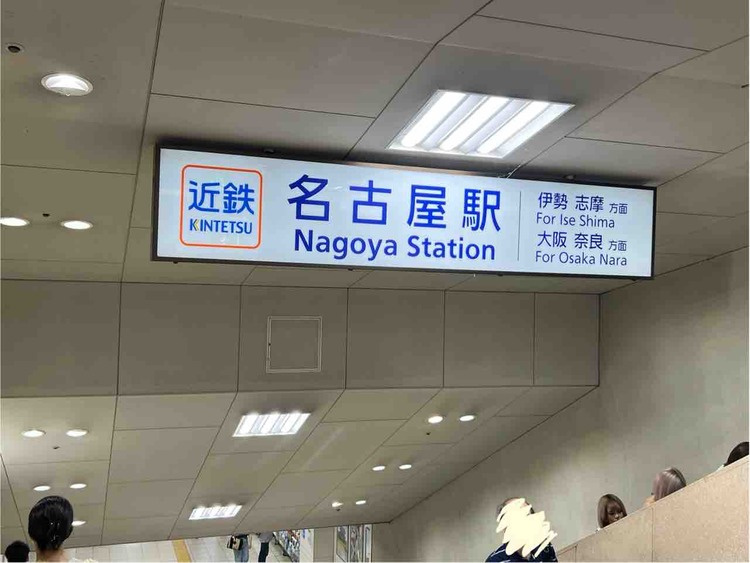 近鉄
KINTETSU
名古屋駅
Nagoya Station
伊勢 志摩 方面
For Ise Shima
大阪 奈良 方面
For Osaka Nara